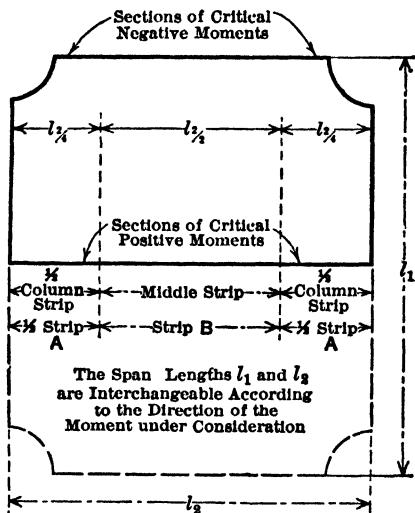 Sections of Critical
Negative Moments
l2/4
l2/2
l2/4
Sections of Critical
Positive Moments
l1
½
Column
Strip
Middle Strip
½
Column
Strip
½ Strip
A
Strip B
½ Strip
A
The Span Lengths l1 and l2
are Interchangeable According
to the Direction of the
Moment under Consideration
l2